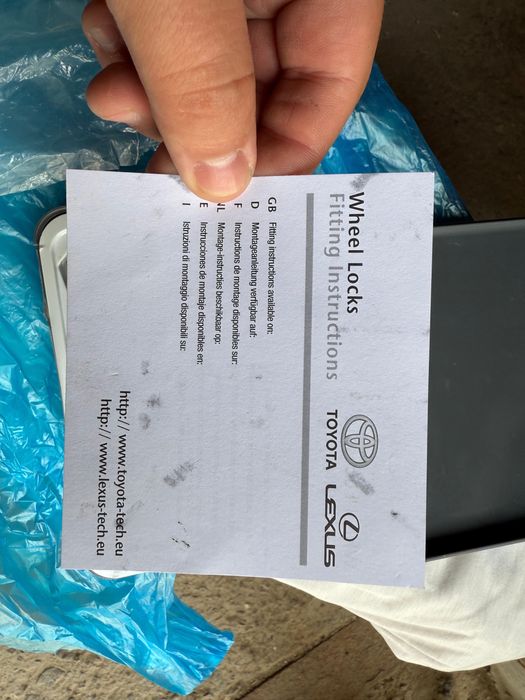 Wheel Locks
Fitting Instructions
TOYOTA
LEXUS
GB Fitting instructions available on:
D Montageanleitung verfügbar auf:
F Instructions de montage disponibles sur:
NL Montage-instructies beschikbaar op:
E Instrucciones de montaje disponibles en:
I Istruzioni di montaggio disponibili su:
http:// www.toyota-tech.eu
http:// www.lexus-tech.eu